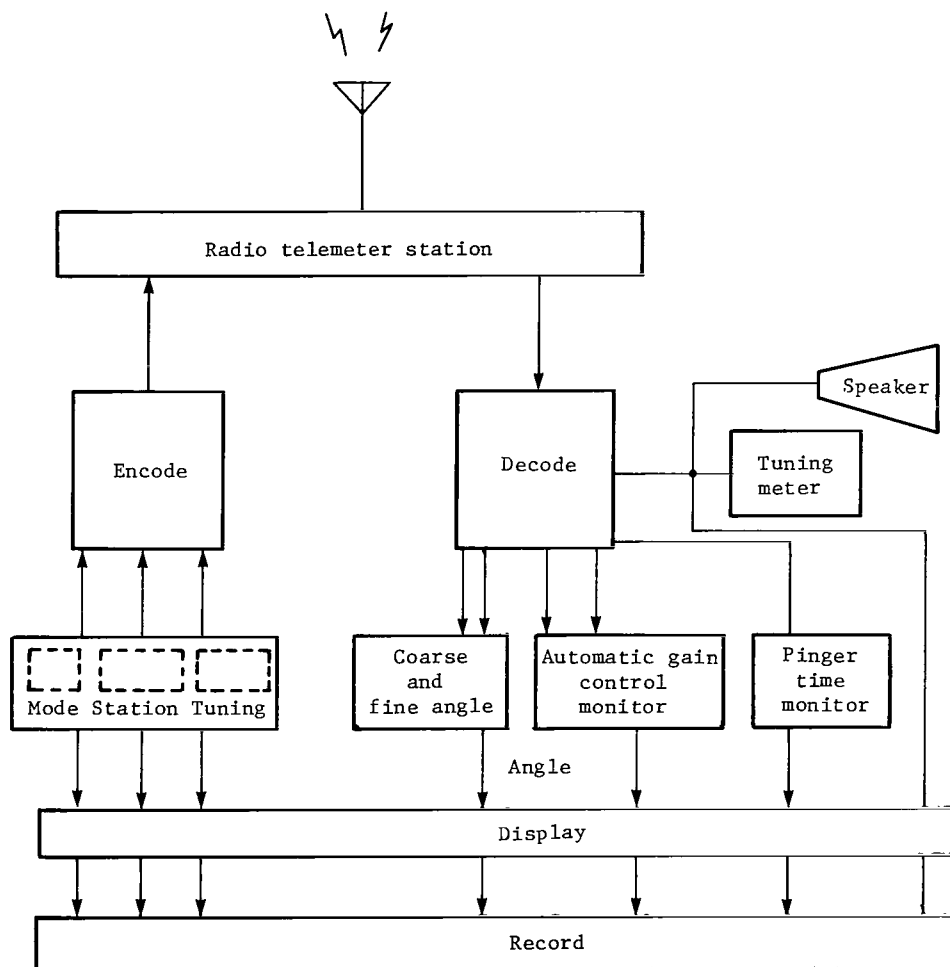 Radio telemeter station
Speaker
Encode
Decode
Tuning
meter
Mode Station Tuning
Coarse
and
fine angle
Automatic gain
control
monitor
Pinger
time
monitor
Angle
Display
Record